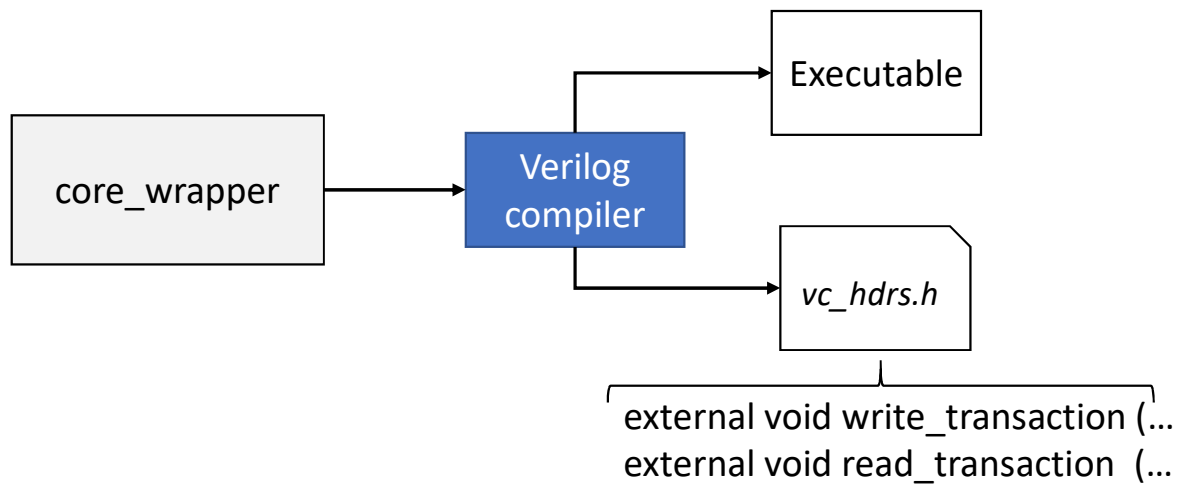 Executable
core_wrapper
Verilog
compiler
vc_hdrs.h
external void write_transaction (...
external void read_transaction (...